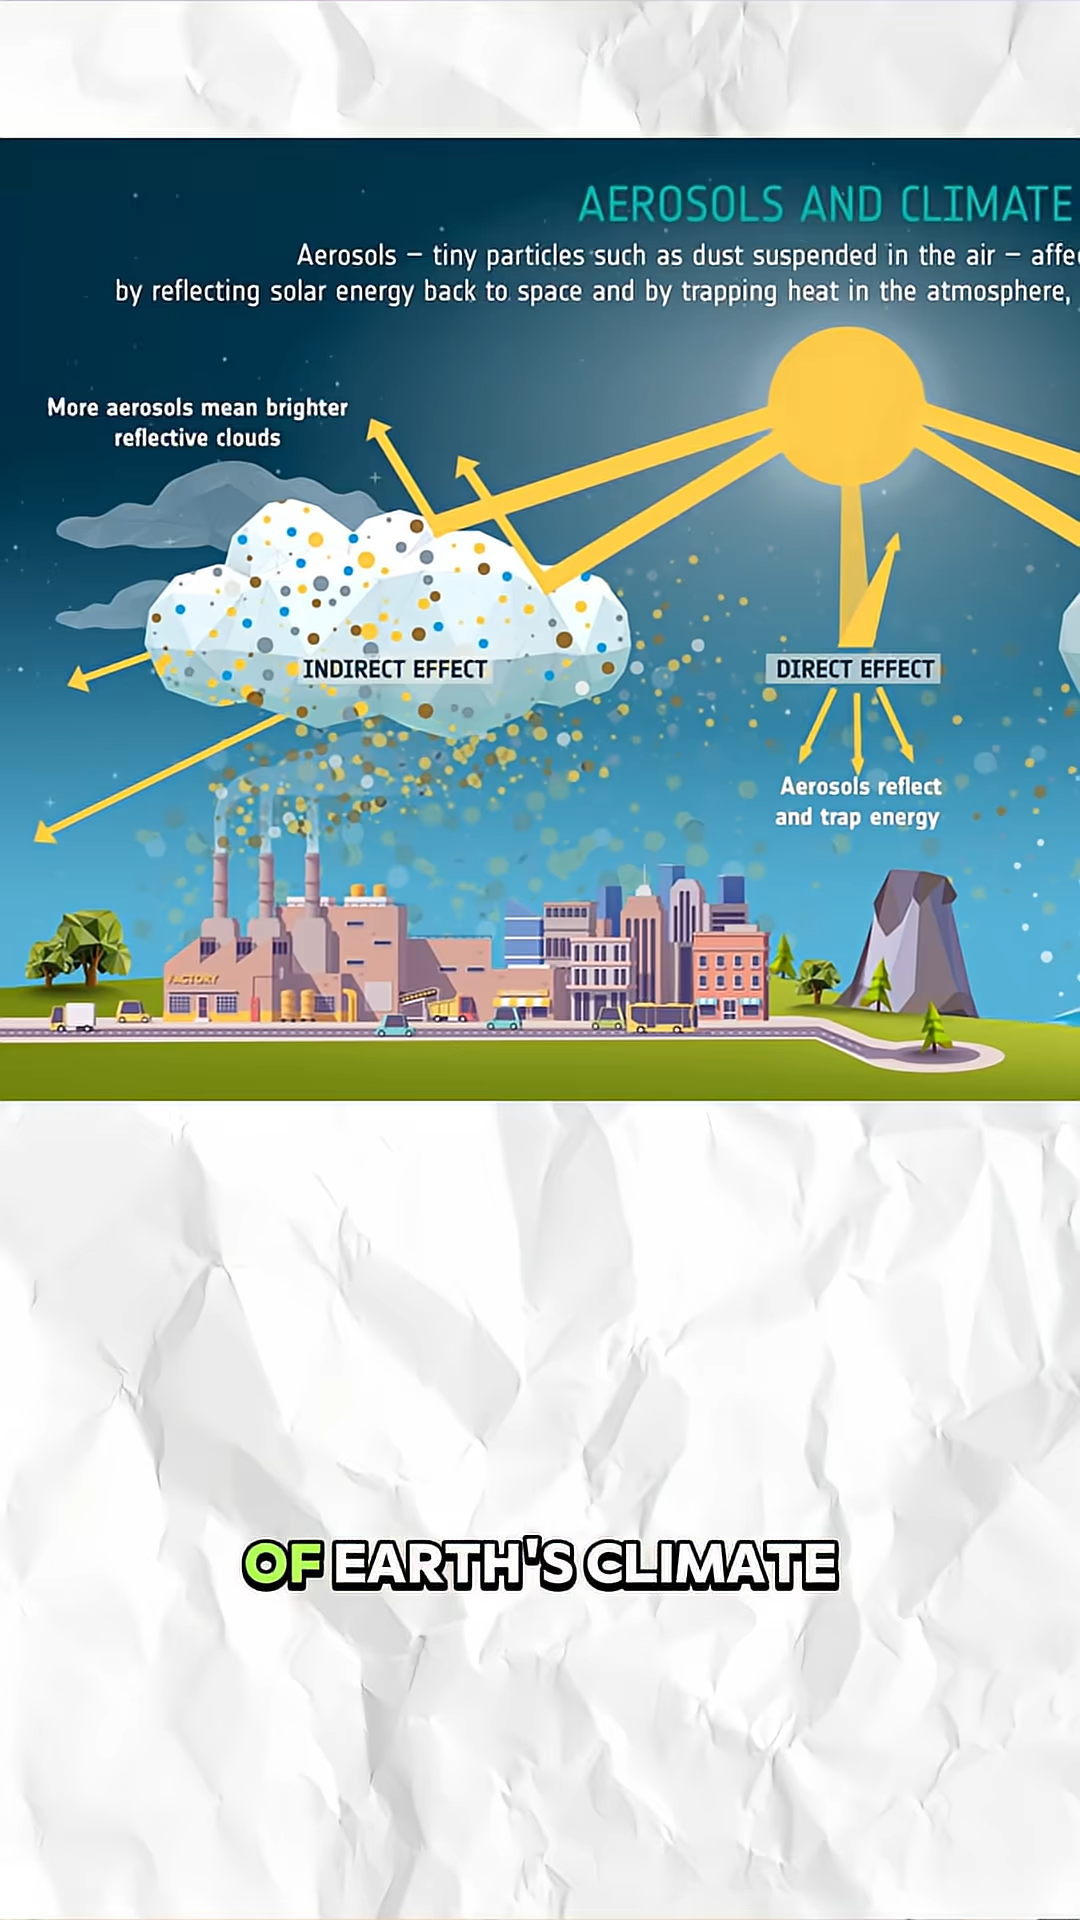 AEROSOLS AND CLIMATE
Aerosols – tiny particles such as dust suspended in the air – affe
by reflecting solar energy back to space and by trapping heat in the atmosphere,
More aerosols mean brighter
reflective clouds
INDIRECT EFFECT
DIRECT EFFECT
Aerosols reflect
and trap energy
FACTORY
OF EARTH'S CLIMATE